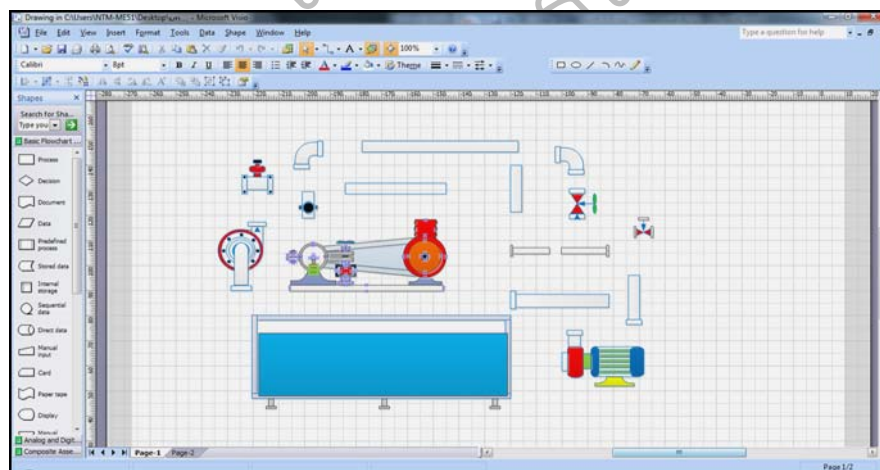 Drawing in C:\Users\NTM-ME51\Desktop\ - Microsoft Visio
File Edit View Insert Format Tools Data Shape Window Help
Type a question for help
100%
Calibri 8pt B I U Theme
Shapes
Search for Sha...
Type you
Basic Flowchart ...
Process
Decision
Document
Data
Predefined process
Stored data
Internal storage
Sequential data
Direct data
Manual input
Card
Paper tape
Display
Manual
Analog and Digit...
Composite Asse...
Page-1 Page-2
Page 1/2